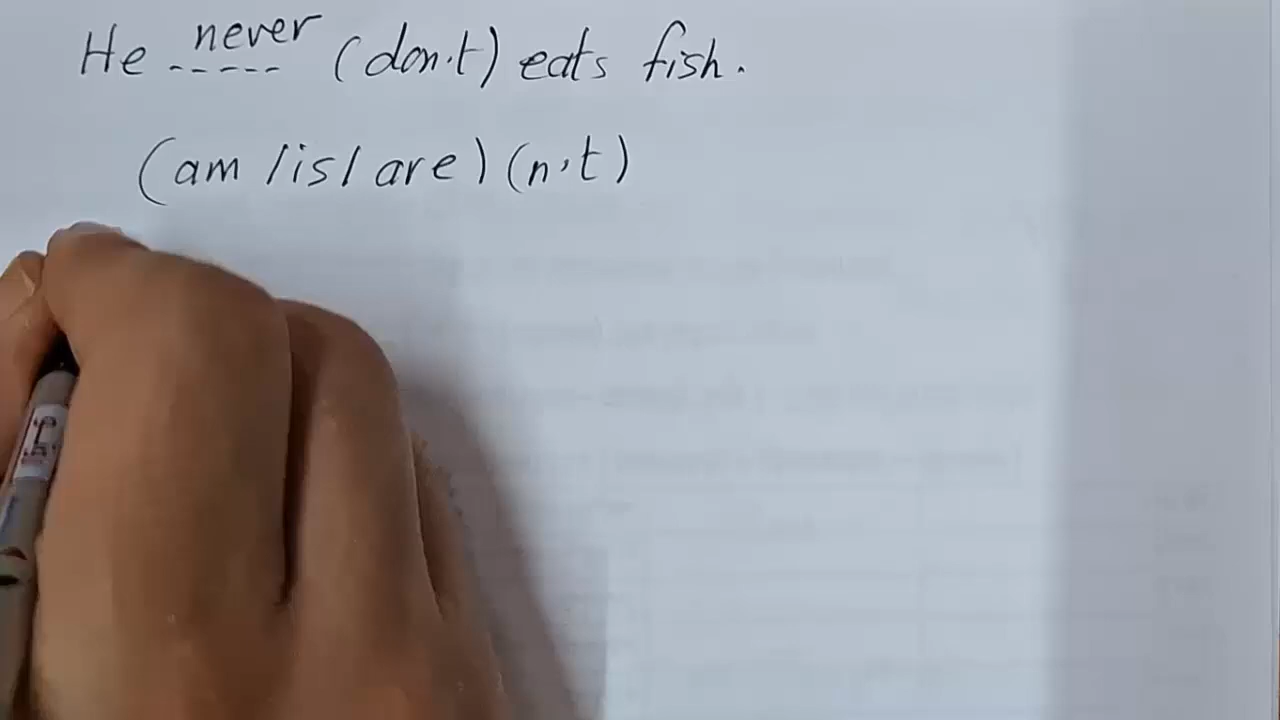 never
He ----- (don't) eats fish.
(am / is / are) (n't)